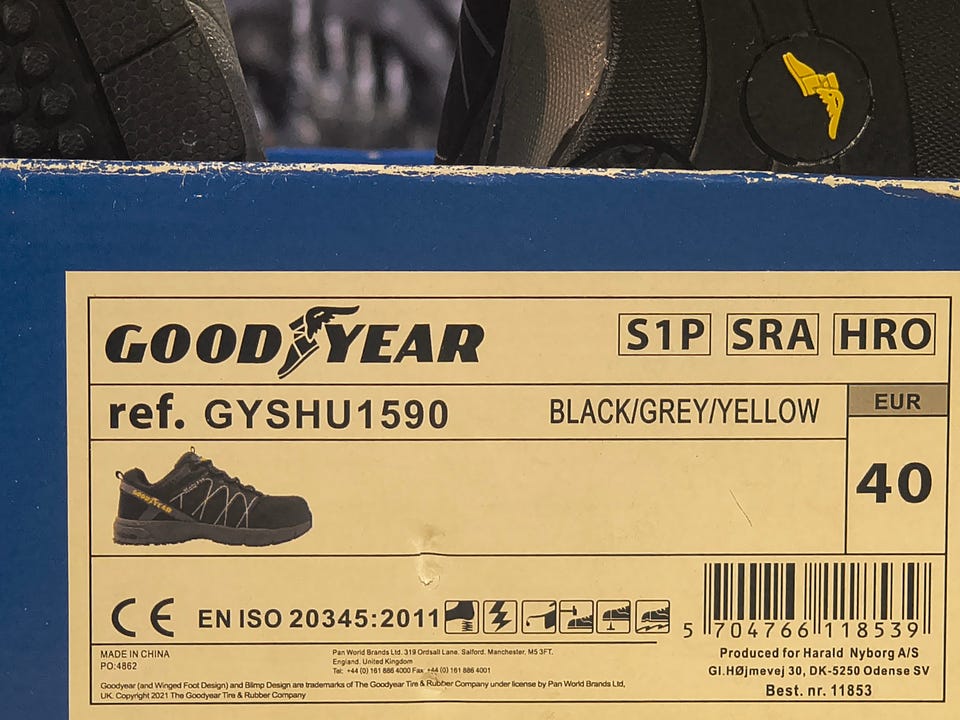 GOODYEAR
S1P SRA HRO
ref. GYSHU1590 BLACK/GREY/YELLOW EUR
40
GOODYEAR
CE EN ISO 20345:2011
5 704766 118539
MADE IN CHINA
PO:4862
Pan World Brands Ltd. 319 Ordsall Lane. Salford. Manchester, M5 3FT.
England. United Kingdom
Tel: +44 (0) 161 886 4000 Fax +44 (0) 161 886 4001
Goodyear (and Winged Foot Design) and Blimp Design are trademarks of The Goodyear Tire & Rubber Company under license by Pan World Brands Ltd,
UK. Copyright 2021 The Goodyear Tire & Rubber Company
Produced for Harald Nyborg A/S
Gl.HØjmevej 30, DK-5250 Odense SV
Best. nr. 11853